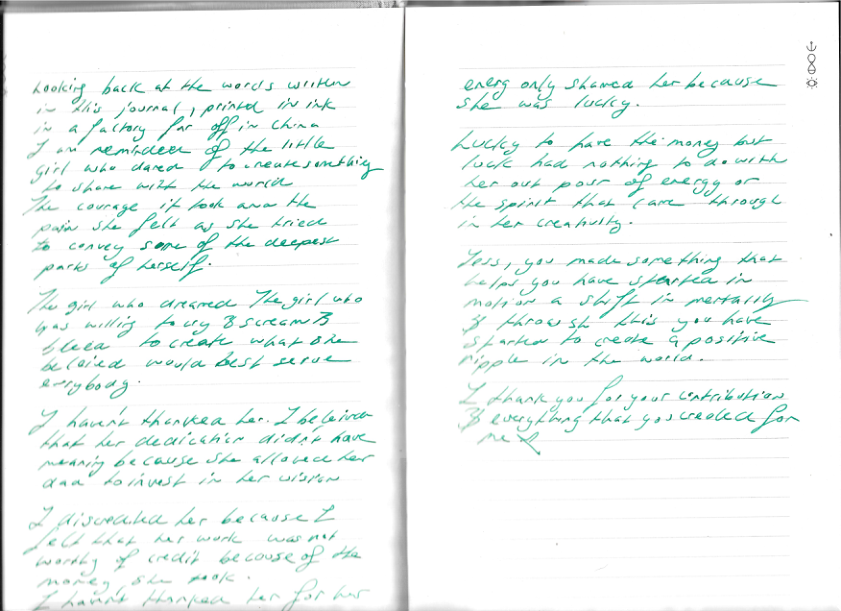 Looking back at the words written
in this journal, printed in ink
in a factory far off in China
I am reminded of the little
girl who dared to create something
to share with the world
The courage it took and the
pain she felt as she tried
to convey some of the deepest
parts of herself.
The girl who dreamed The girl who
was willing to cry & scream &
bleed to create what she
beleived would best serve
everybody.
I haven't thanked her. I beleived
that her dedication didn't have
meaning because she allowed her
dad to invest in her vision
I discredited her because I
felt that her work was not
worthy of credit because of the
money she took.
I haven't thanked her for her
energ only shamed her because
she was lucky.
Lucky to have the money but
luck had nothing to do with
her out pour of energy or
the spirit that came through
in her creativity.
you made something that
helps you have started in
motion a shift in mentally
& through this you have
started to create a positive
ripple in the world.
I thank you for your contribution
& everything that you created for
me